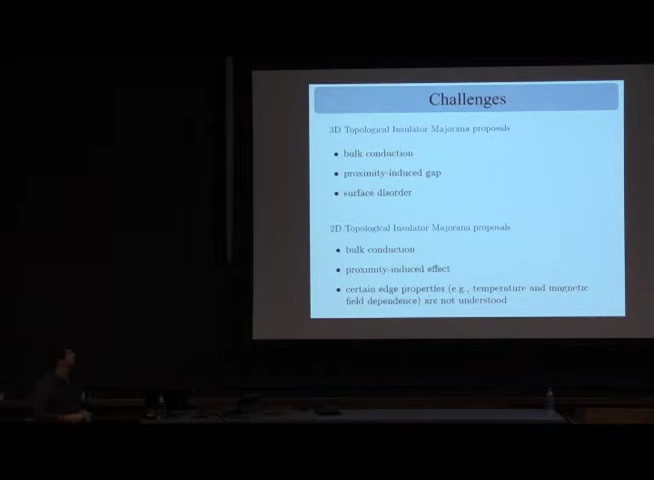 Challenges
3D Topological Insulator Majorana proposals
• bulk conduction
• proximity-induced gap
• surface disorder
2D Topological Insulator Majorana proposals
• bulk conduction
• proximity-induced effect
• certain edge properties (e.g., temperature and magnetic
field dependence) are not understood